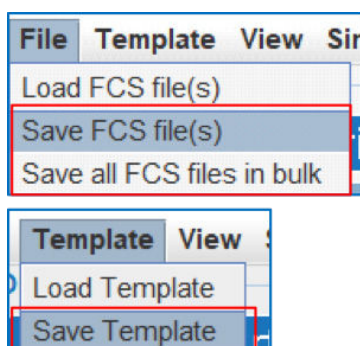 File Template View
Load FCS file(s)
Save FCS file(s)
Save all FCS files in bulk
Template View
Load Template
Save Template